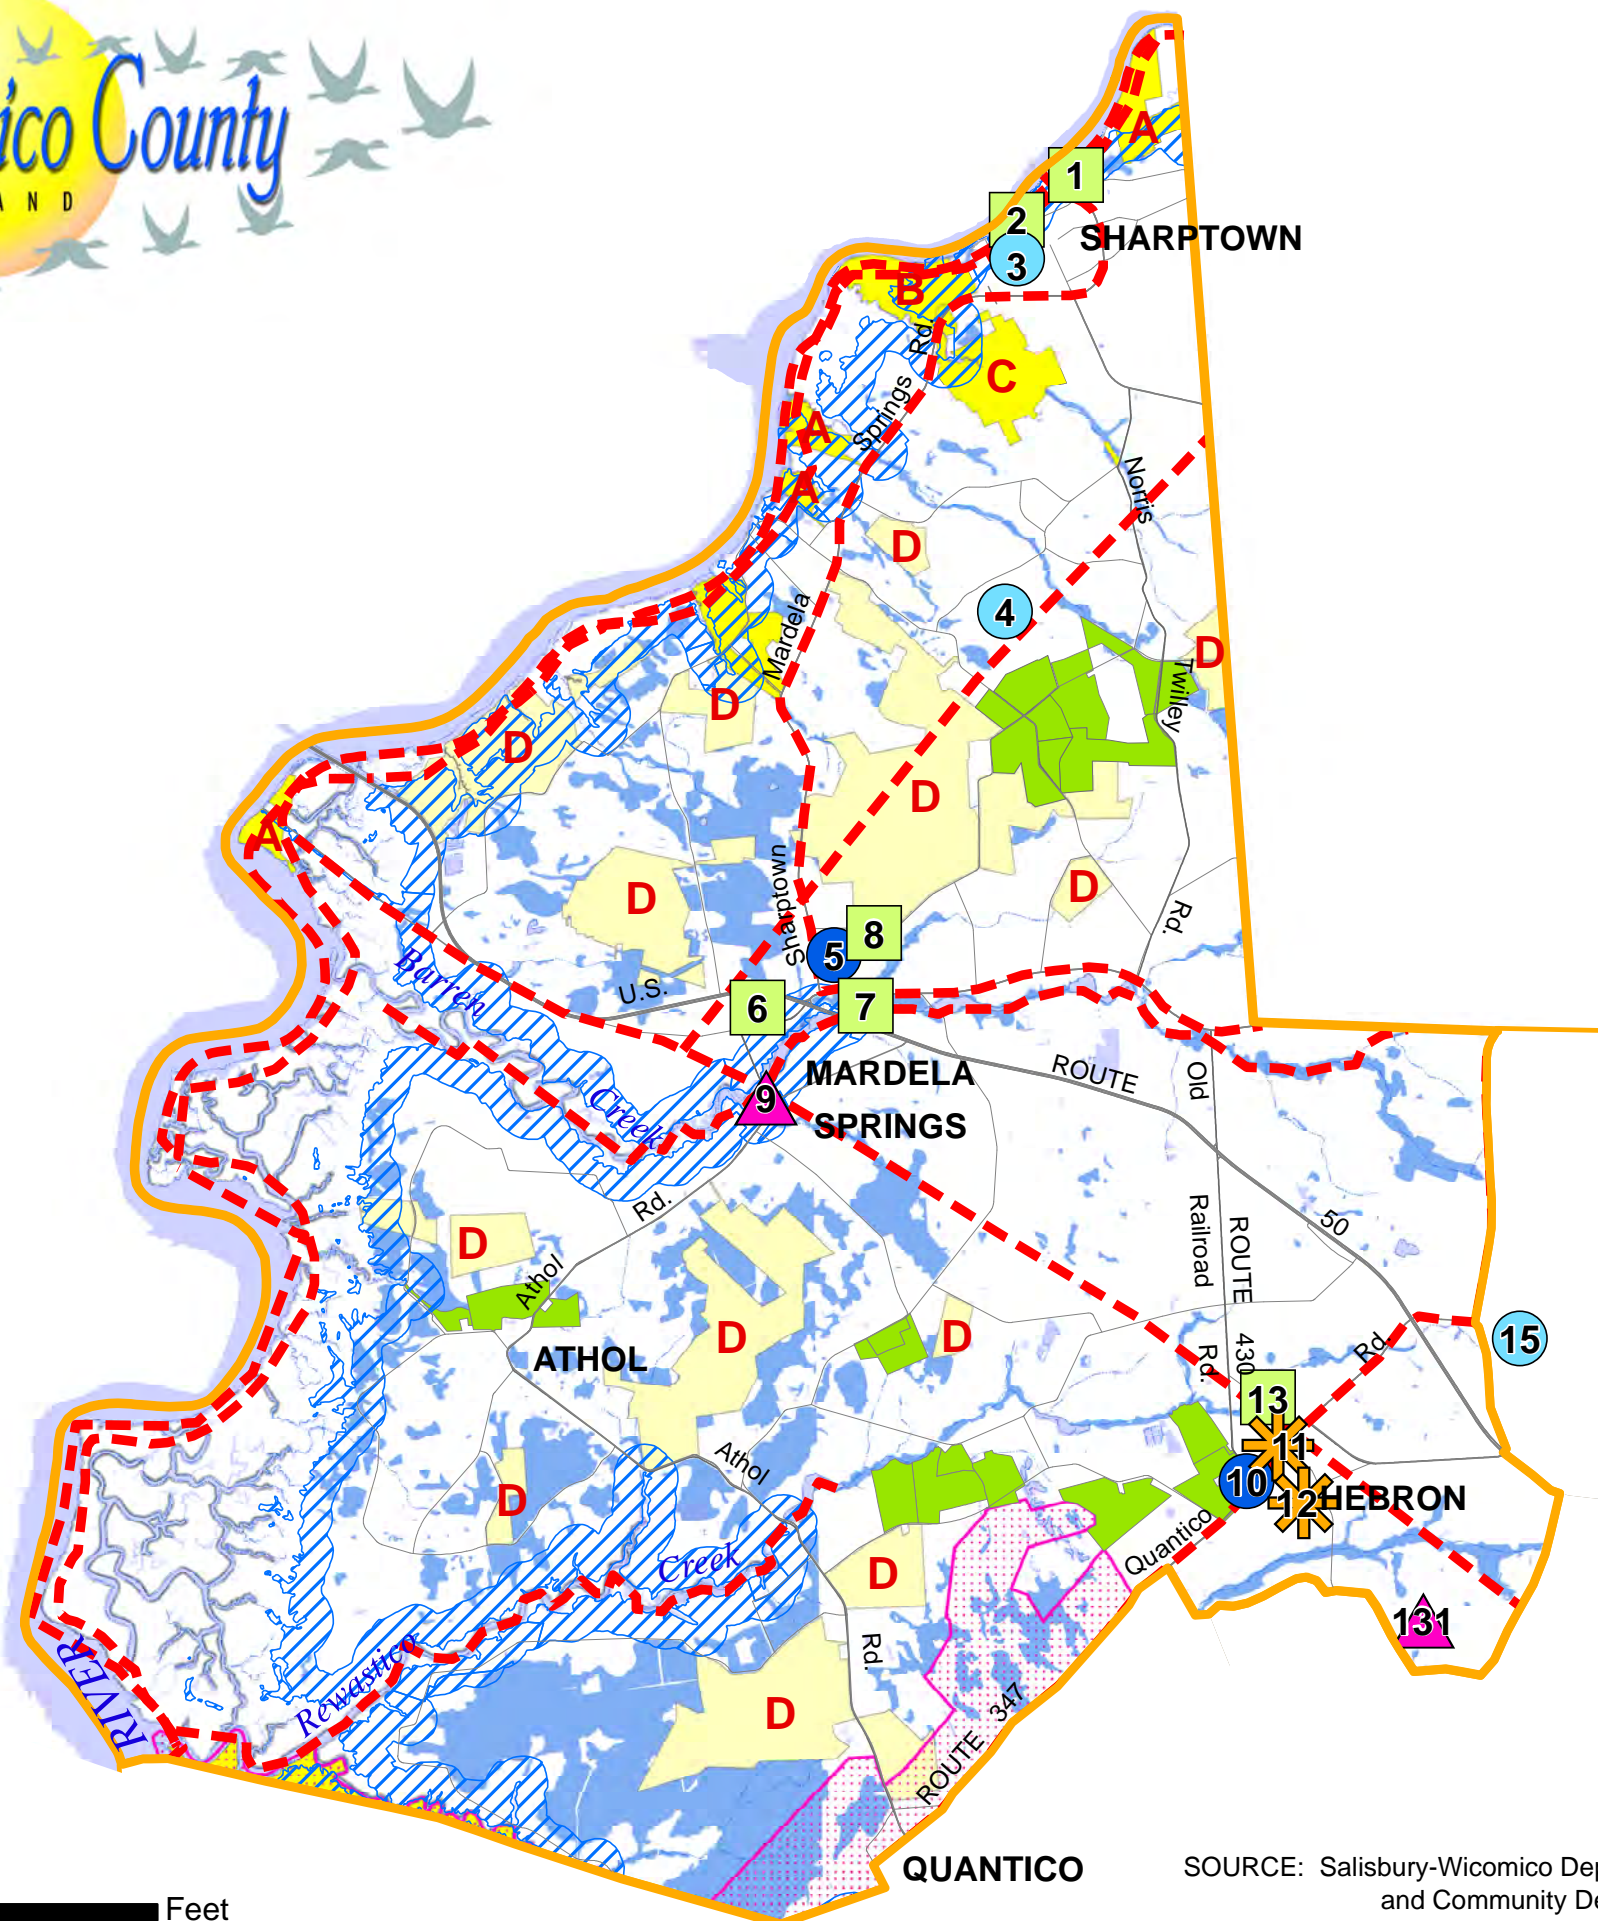 ico County
A N D
A
1
2
SHARPTOWN
3
B
Rd.
C
Springs
A
A
Norris
D
4
Mardela
D
Twilley
D
D
D
A
Sharptown
D
D
Rd.
8
5
Barren
U.S.
6
7
MARDELA
SPRINGS
ROUTE
Old
9
Creek
Rd.
Railroad
ROUTE
50
D
Athol
D
D
15
ATHOL
430
Rd.
Rd.
13
11
Athol
10
12
HEBRON
D
Quantico
Creek
D
131
Rd.
Rewastico
RIVER
347
D
ROUTE
QUANTICO
SOURCE: Salisbury-Wicomico Dep
and Community De
Feet